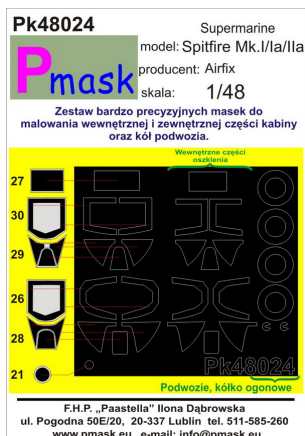 Pk48024
Supermarine
Pmask
model: Spitfire Mk.I/Ia/IIa
producent: Airfix
skala: 1/48
Zestaw bardzo precyzyjnych masek do
malowania wewnętrznej i zewnętrznej części kabiny
oraz kół podwozia.
Wewnętrzne części
oszklenia
27
30
29
26
28
21
Pk48024
Podwozie, kółko ogonowe
F.H.P. „Paastella” Ilona Dąbrowska
ul. Pogodna 50E/20, 20-337 Lublin tel. 511-585-260
www.pmask.eu e-mail: info@pmask.eu